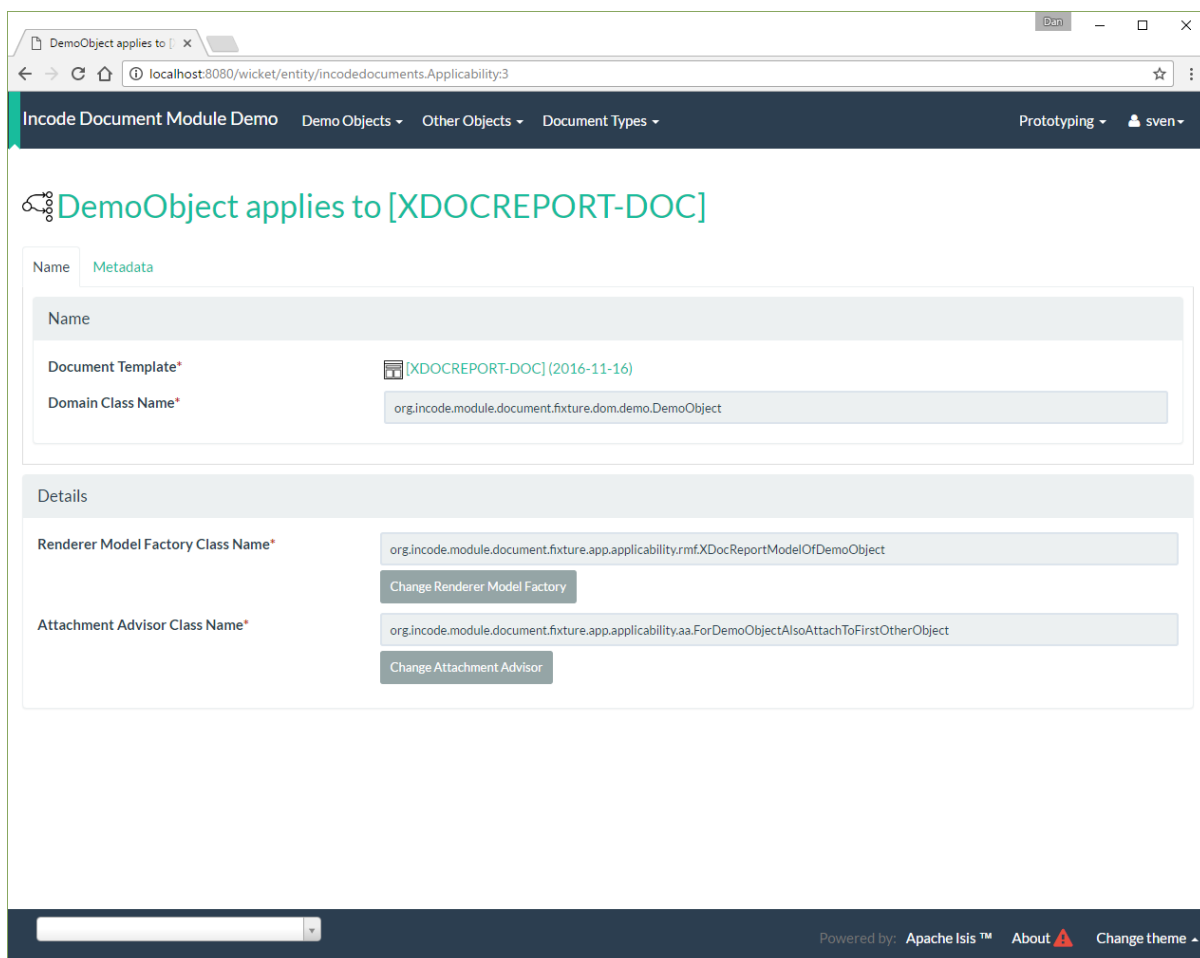 Dan
DemoObject applies to [
localhost:8080/wicket/entity/incodedocuments.Applicability:3
Incode Document Module Demo Demo Objects Other Objects Document Types Prototyping sven
DemoObject applies to [XDOCREPORT-DOC]
Name Metadata
Name
Document Template* [XDOCREPORT-DOC] (2016-11-16)
Domain Class Name* org.incode.module.document.fixture.dom.demo.DemoObject
Details
Renderer Model Factory Class Name* org.incode.module.document.fixture.app.applicability.rmf.XDocReportModelOfDemoObject
Change Renderer Model Factory
Attachment Advisor Class Name* org.incode.module.document.fixture.app.applicability.aa.ForDemoObjectAlsoAttachToFirstOtherObject
Change Attachment Advisor
Powered by: Apache Isis ™ About Change theme